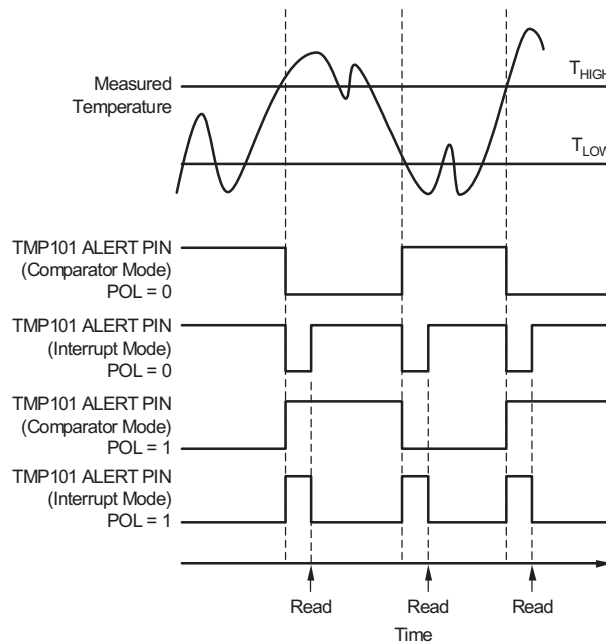 Measured
Temperature
THIGH
TLOW
TMP101 ALERT PIN
(Comparator Mode)
POL = 0
TMP101 ALERT PIN
(Interrupt Mode)
POL = 0
TMP101 ALERT PIN
(Comparator Mode)
POL = 1
TMP101 ALERT PIN
(Interrupt Mode)
POL = 1
Read Read Read
Time